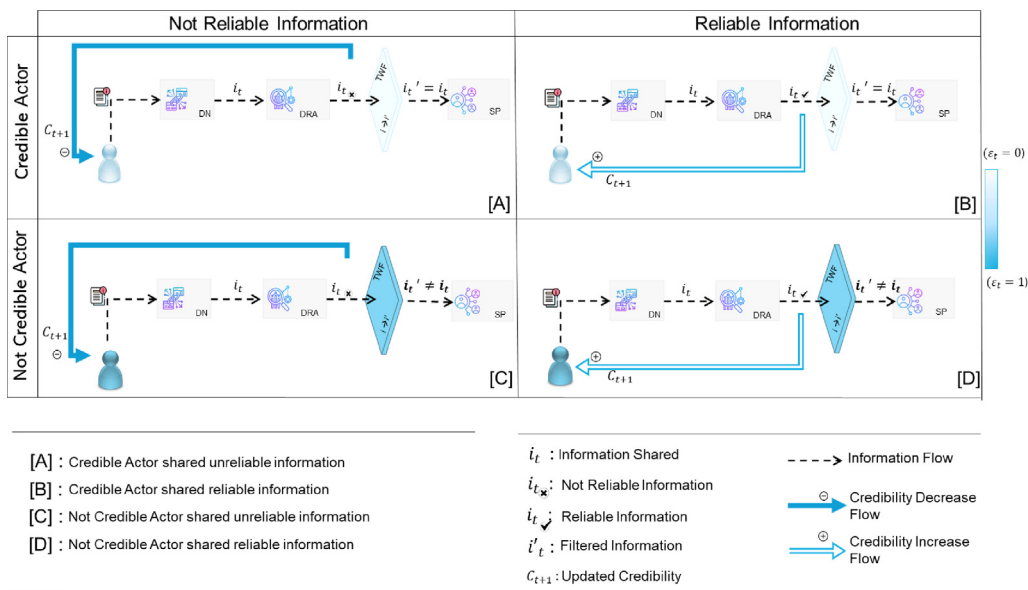 Not Reliable Information
Reliable Information
Credible Actor
Not Credible Actor
DN
i_t
DRA
i_t ✖
TWF
i → i'
i_t' = i_t
SP
C_{t+1}
⊖
[A]
DN
i_t
DRA
i_t ✓
TWF
i → i'
i_t' = i_t
SP
⊕
C_{t+1}
[B]
DN
i_t
DRA
i_t ✖
TWF
i → i'
i_t' ≠ i_t
SP
C_{t+1}
⊖
[C]
DN
i_t
DRA
i_t ✓
TWF
i → i'
i_t' ≠ i_t
SP
⊕
C_{t+1}
[D]
(ε_t = 0)
(ε_t = 1)
[A] : Credible Actor shared unreliable information
[B] : Credible Actor shared reliable information
[C] : Not Credible Actor shared unreliable information
[D] : Not Credible Actor shared reliable information
i_t : Information Shared
i_t ✖: Not Reliable Information
i_t ✓: Reliable Information
i'_t : Filtered Information
C_{t+1} : Updated Credibility
Information Flow
⊖ Credibility Decrease
Flow
⊕ Credibility Increase
Flow